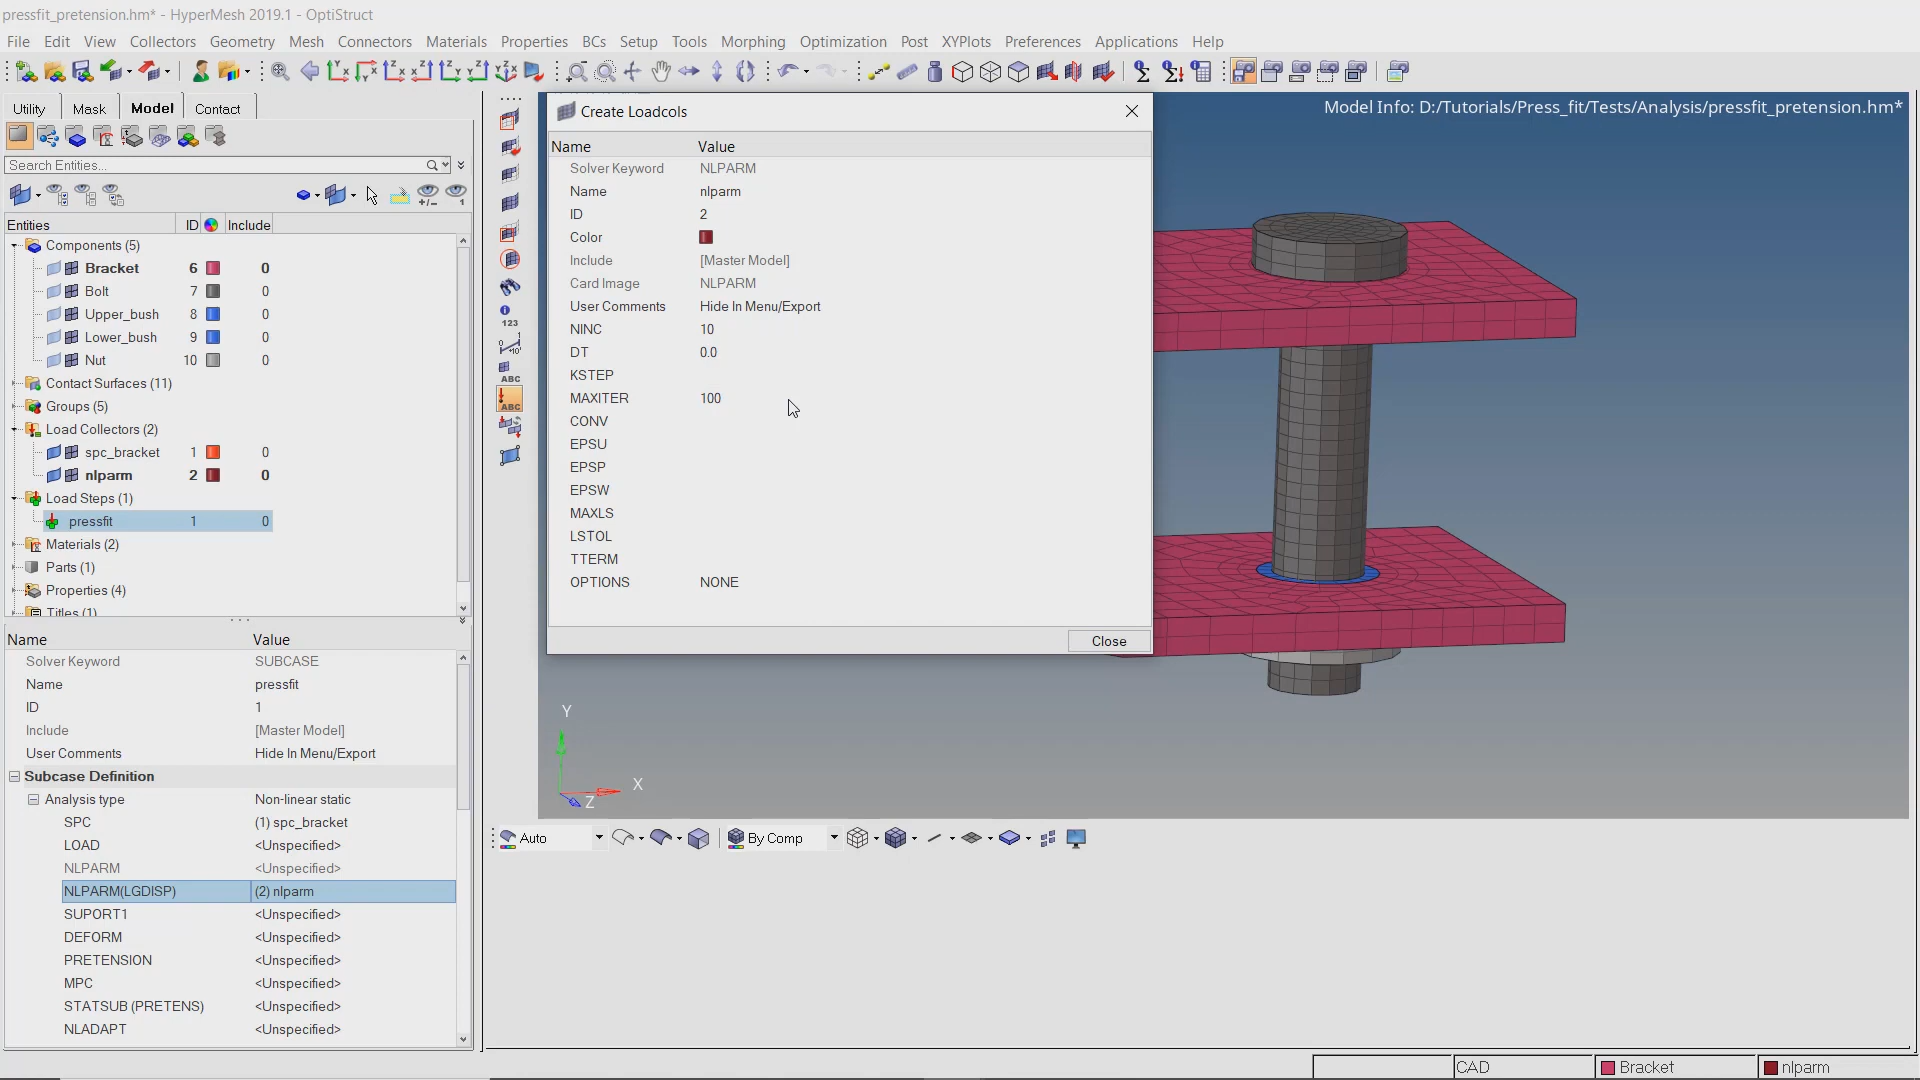 pressfit_pretension.hm* - HyperMesh 2019.1 - OptiStruct
File Edit View Collectors Geometry Mesh Connectors Materials Properties BCs Setup Tools Morphing Optimization Post XYPlots Preferences Applications Help
Utility Mask Model Contact
Search Entities...
Entities ID Include
Components (5)
Bracket 6 0
Bolt 7 0
Upper_bush 8 0
Lower_bush 9 0
Nut 10 0
Contact Surfaces (11)
Groups (5)
Load Collectors (2)
spc_bracket 1 0
nlparm 2 0
Load Steps (1)
pressfit 1 0
Materials (2)
Parts (1)
Properties (4)
Titles (1)
Name Value
Solver Keyword SUBCASE
Name pressfit
ID 1
Include [Master Model]
User Comments Hide In Menu/Export
Subcase Definition
Analysis type Non-linear static
SPC (1) spc_bracket
LOAD <Unspecified>
NLPARM <Unspecified>
NLPARM(LGDISP) (2) nlparm
SUPORT1 <Unspecified>
DEFORM <Unspecified>
PRETENSION <Unspecified>
MPC <Unspecified>
STATSUB (PRETENS) <Unspecified>
NLADAPT <Unspecified>
123
ABC
ABC
Create Loadcols
Name Value
Solver Keyword NLPARM
Name nlparm
ID 2
Color
Include [Master Model]
Card Image NLPARM
User Comments Hide In Menu/Export
NINC 10
DT 0.0
KSTEP
MAXITER 100
CONV
EPSU
EPSP
EPSW
MAXLS
LSTOL
TTERM
OPTIONS NONE
Close
Model Info: D:/Tutorials/Press_fit/Tests/Analysis/pressfit_pretension.hm*
Y
X
Z
Auto By Comp
CAD Bracket nlparm